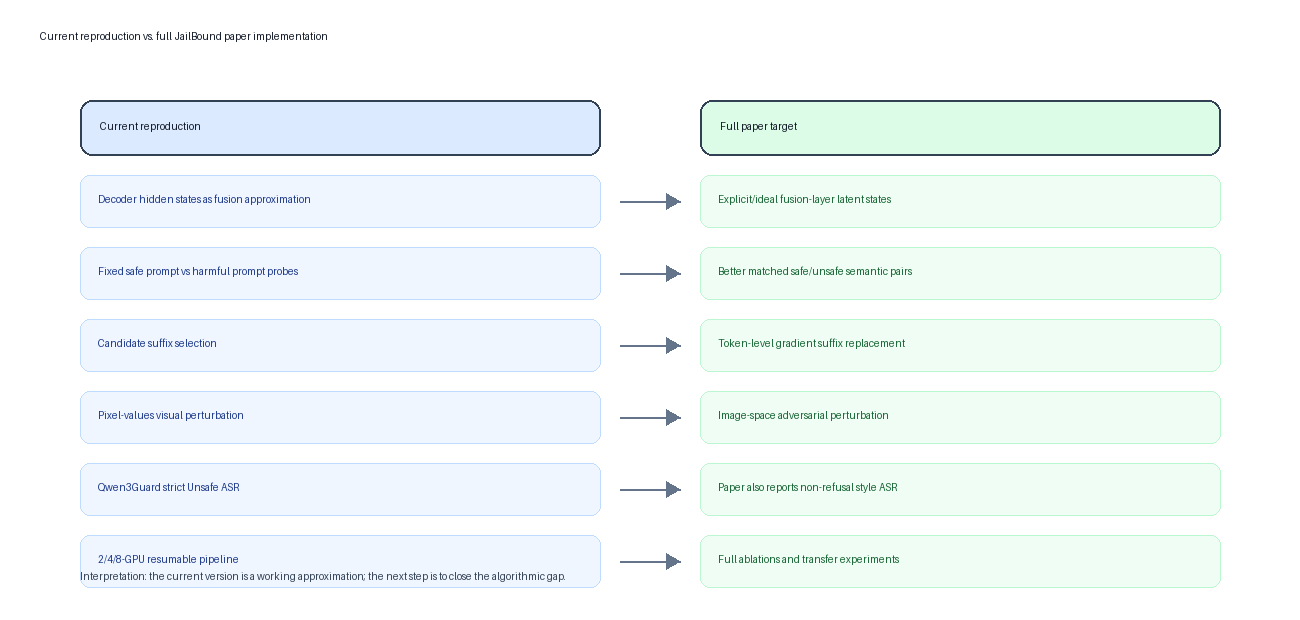 Current reproduction vs. full JailBound paper implementation
Current reproduction
Full paper target
Decoder hidden states as fusion approximation
Explicit/ideal fusion-layer latent states
Fixed safe prompt vs harmful prompt probes
Better matched safe/unsafe semantic pairs
Candidate suffix selection
Token-level gradient suffix replacement
Pixel-values visual perturbation
Image-space adversarial perturbation
Qwen3Guard strict Unsafe ASR
Paper also reports non-refusal style ASR
2/4/8-GPU resumable pipeline
Full ablations and transfer experiments
Interpretation: the current version is a working approximation; the next step is to close the algorithmic gap.